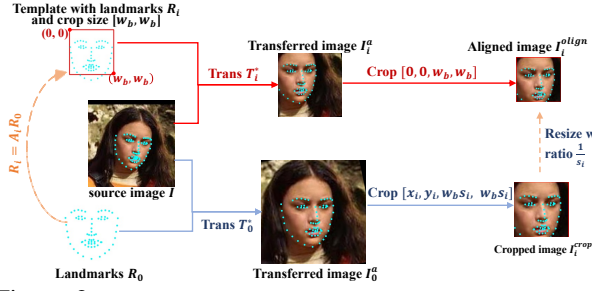 Template with landmarks R_i
and crop size [w_b, w_b]
(0, 0)
(w_b, w_b)
Trans T_i^*
Transferred image I_i^a
Crop [0, 0, w_b, w_b]
Aligned image I_i^{olign}
R_i = A_i R_0
source image I
Resize w
ratio 1/s_i
Trans T_0^*
Crop [x_i, y_i, w_b s_i, w_b s_i]
Landmarks R_0
Transferred image I_0^a
Cropped image I_i^{crop}